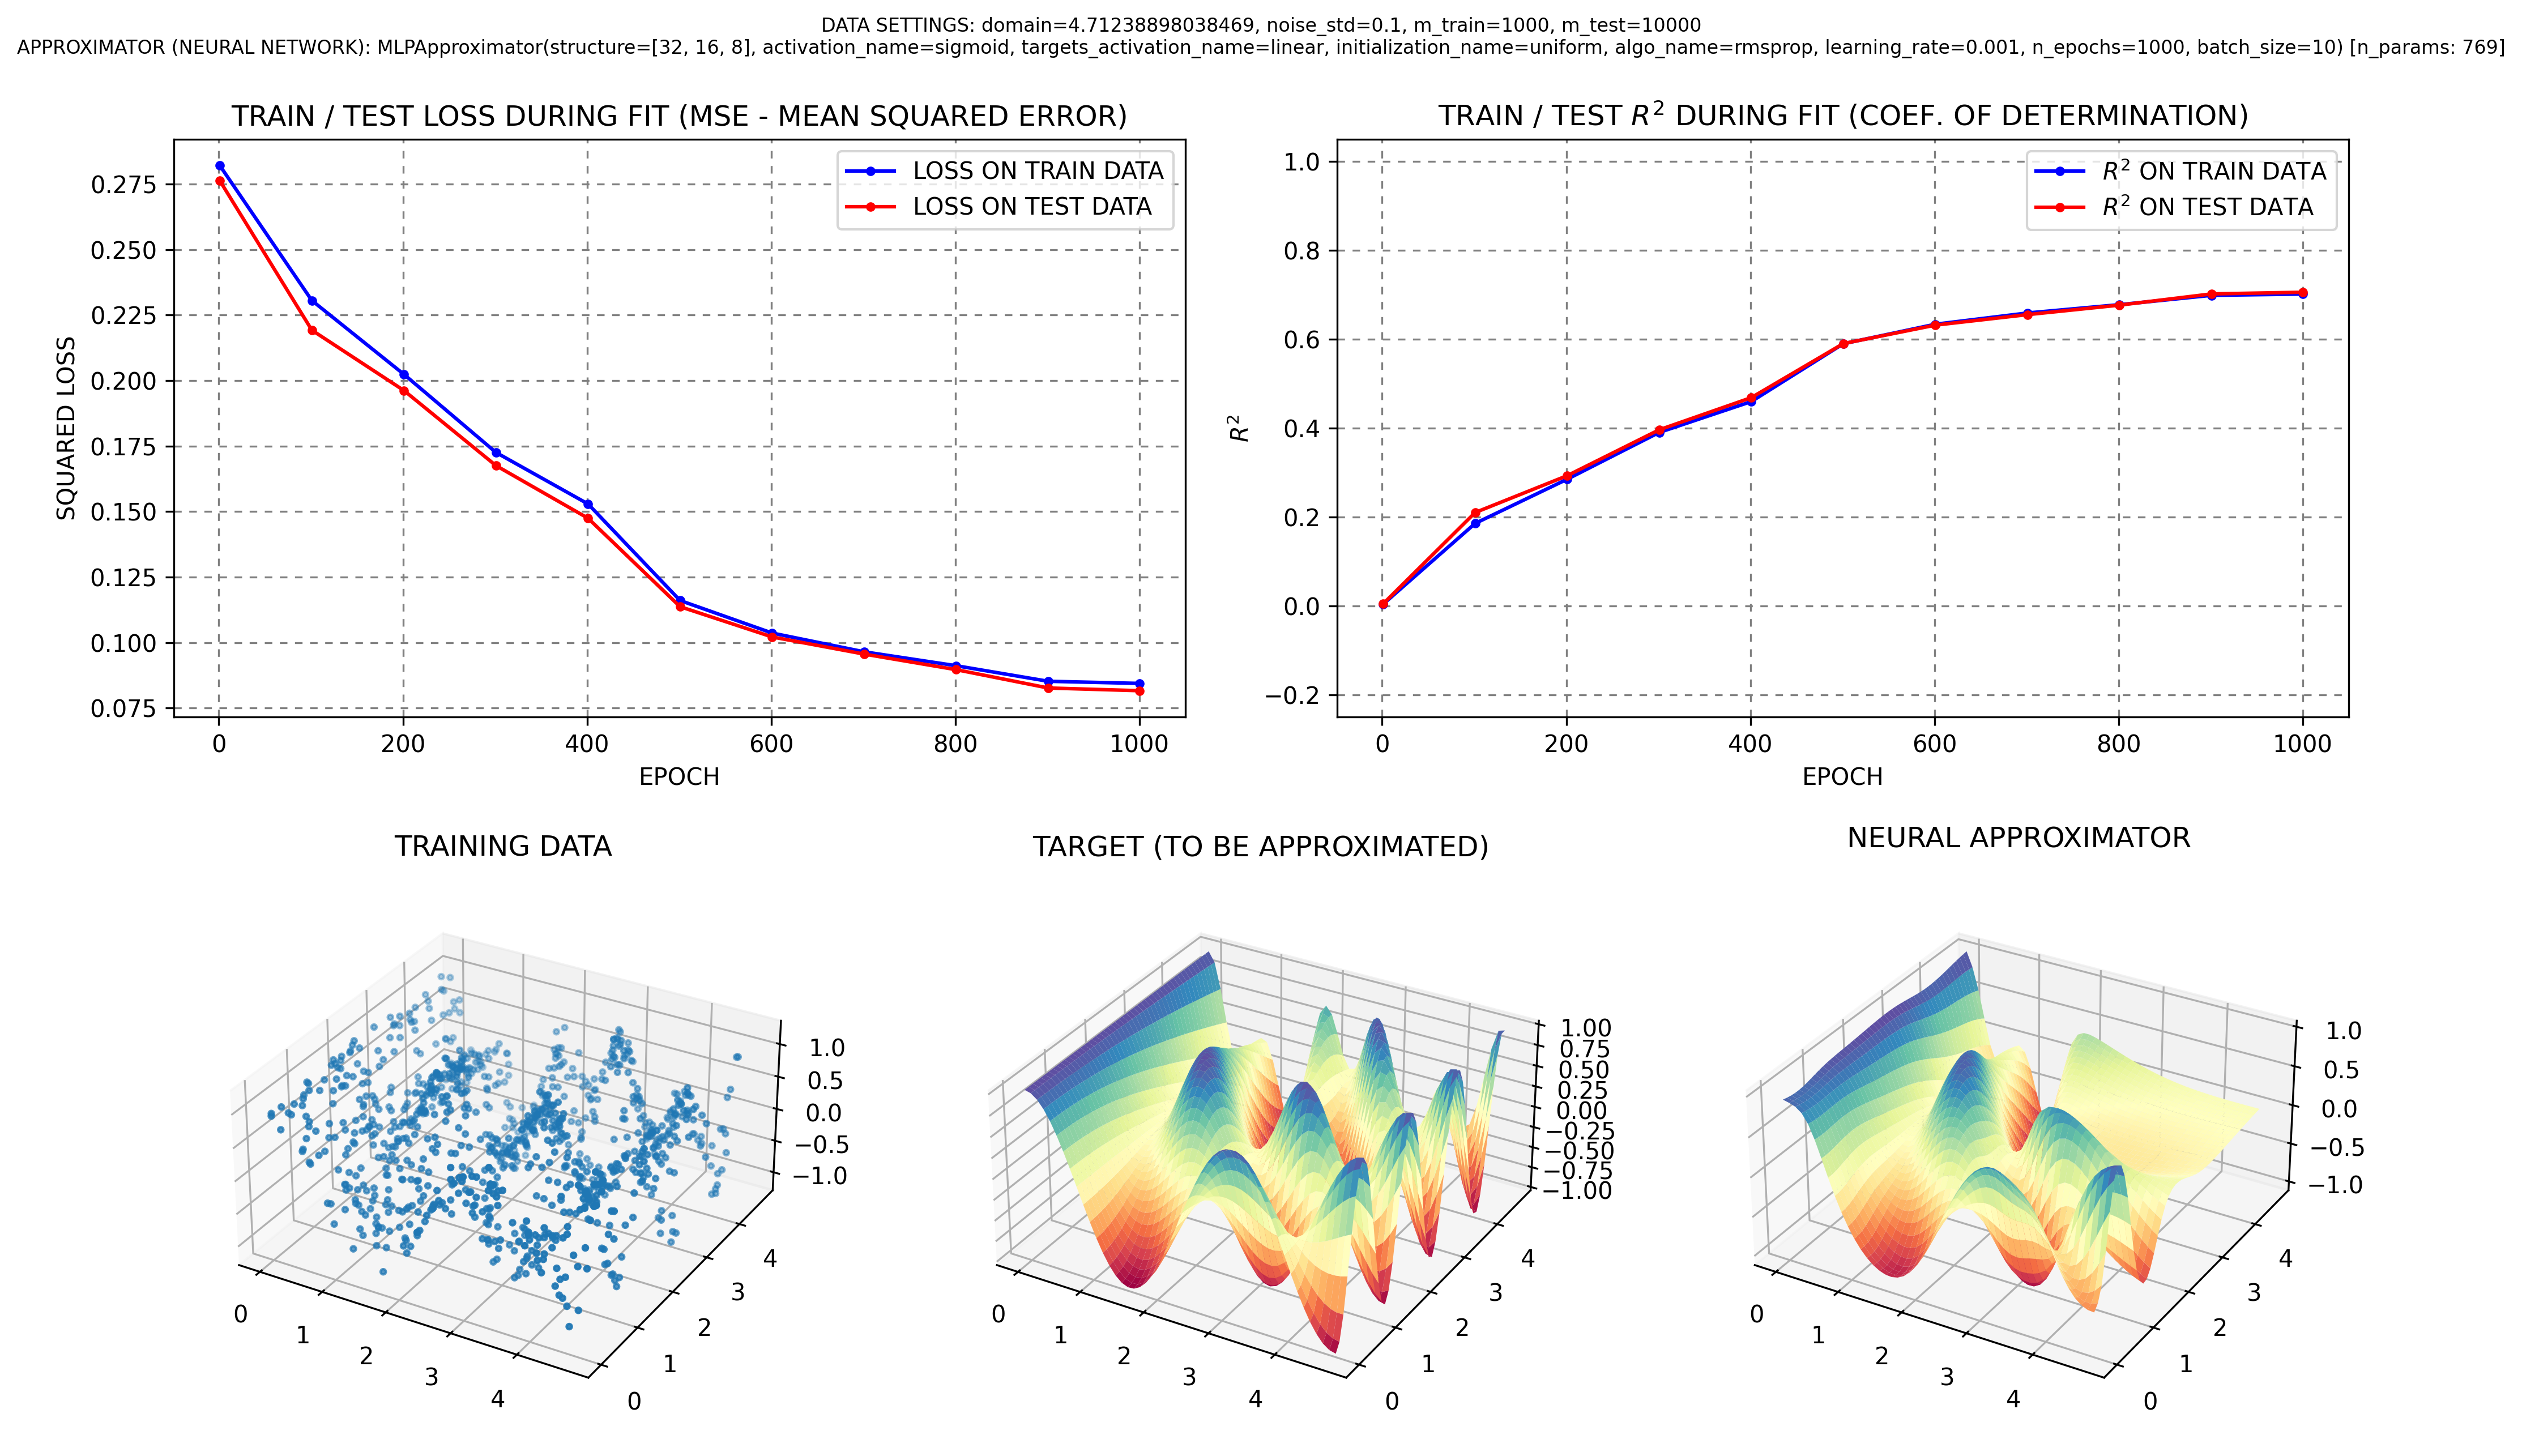 DATA SETTINGS: domain=4.71238898038469, noise_std=0.1, m_train=1000, m_test=10000
APPROXIMATOR (NEURAL NETWORK): MLPApproximator(structure=[32, 16, 8], activation_name=sigmoid, targets_activation_name=linear, initialization_name=uniform, algo_name=rmsprop, learning_rate=0.001, n_epochs=1000, batch_size=10) [n_params: 769]
TRAIN / TEST LOSS DURING FIT (MSE - MEAN SQUARED ERROR)
LOSS ON TRAIN DATA
LOSS ON TEST DATA
SQUARED LOSS
0.275
0.250
0.225
0.200
0.175
0.150
0.125
0.100
0.075
0 200 400 600 800 1000
EPOCH
TRAIN / TEST R² DURING FIT (COEF. OF DETERMINATION)
R² ON TRAIN DATA
R² ON TEST DATA
R²
1.0
0.8
0.6
0.4
0.2
0.0
−0.2
0 200 400 600 800 1000
EPOCH
TRAINING DATA
1.0
0.5
0.0
−0.5
−1.0
0 1 2 3 4
0 1 2 3 4
TARGET (TO BE APPROXIMATED)
1.00
0.75
0.50
0.25
0.00
−0.25
−0.50
−0.75
−1.00
0 1 2 3 4
0 1 2 3 4
NEURAL APPROXIMATOR
1.0
0.5
0.0
−0.5
−1.0
0 1 2 3 4
0 1 2 3 4